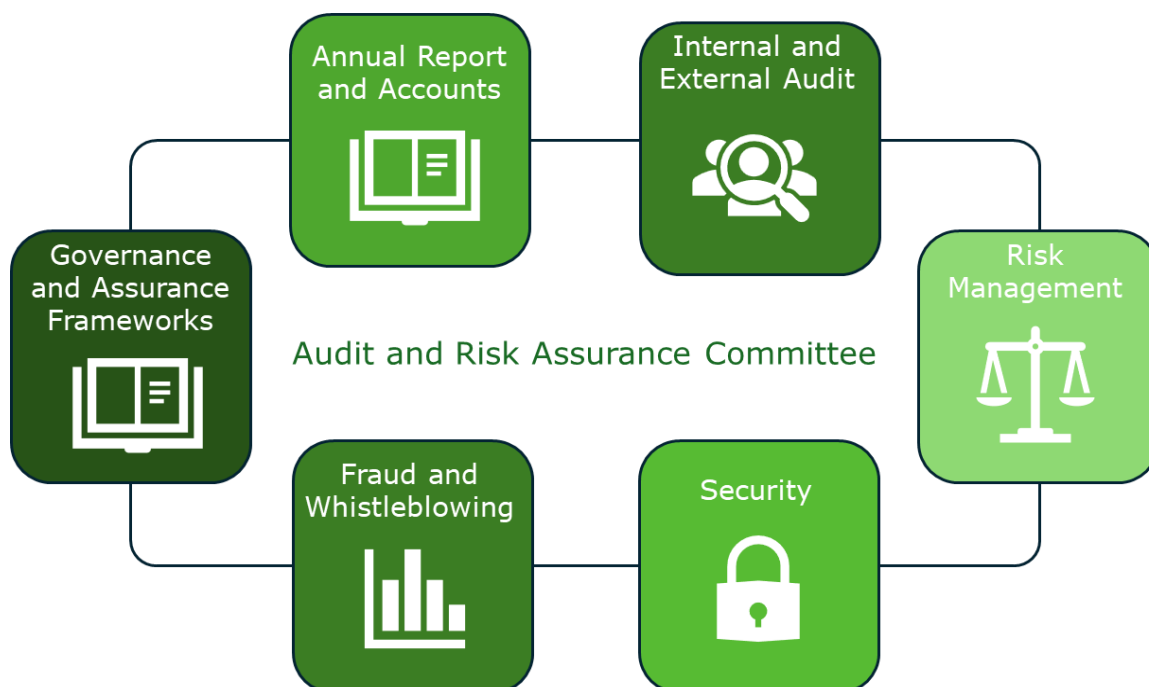 Annual Report
and Accounts
Internal and
External Audit
Governance
and Assurance
Frameworks
Risk
Management
Audit and Risk Assurance Committee
Fraud and
Whistleblowing
Security